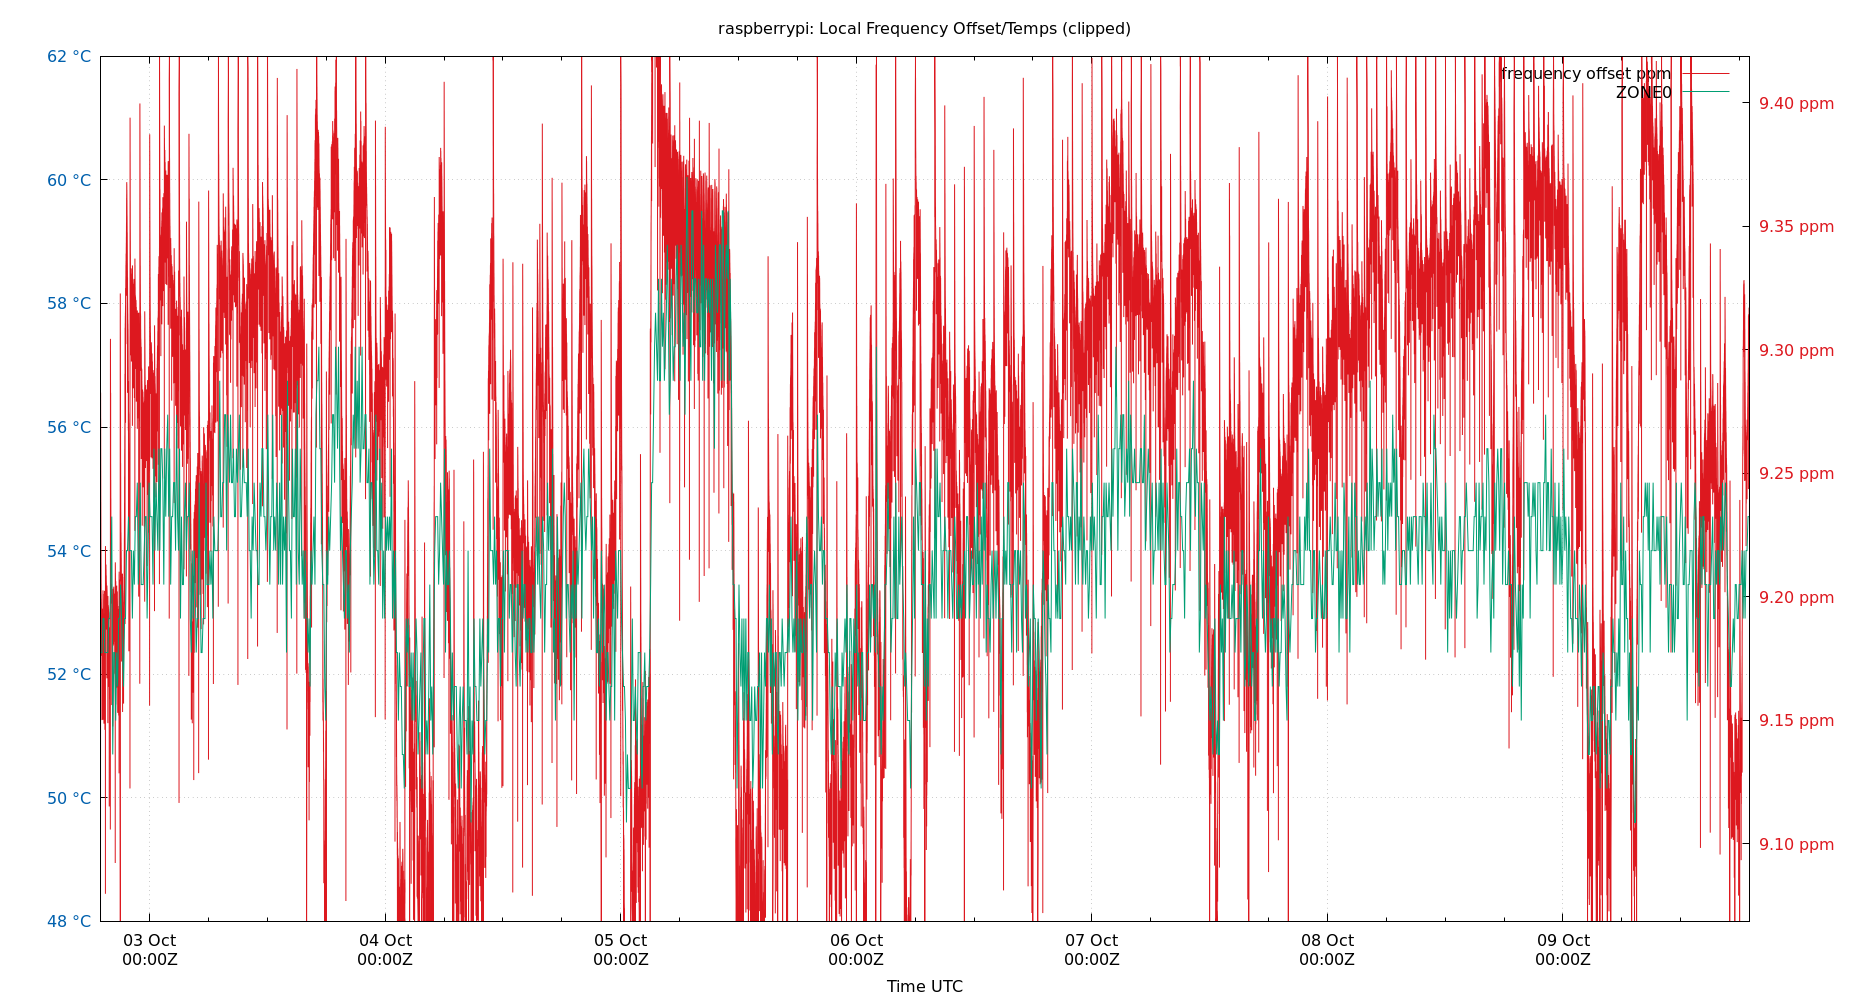 raspberrypi: Local Frequency Offset/Temps (clipped)
62 °C
60 °C
58 °C
56 °C
54 °C
52 °C
50 °C
48 °C
frequency offset ppm
ZONE0
9.40 ppm
9.35 ppm
9.30 ppm
9.25 ppm
9.20 ppm
9.15 ppm
9.10 ppm
03 Oct 04 Oct 05 Oct 06 Oct 07 Oct 08 Oct 09 Oct
00:00Z 00:00Z 00:00Z 00:00Z 00:00Z 00:00Z 00:00Z
Time UTC